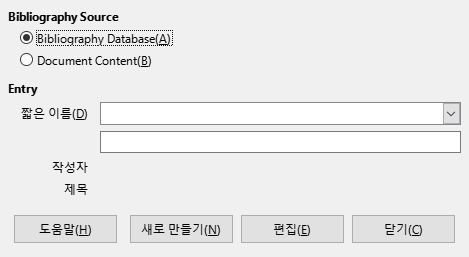 Bibliography Source
Bibliography Database(A)
Document Content(B)
Entry
짧은 이름(D)
작성자
제목
도움말(H) 새로 만들기(N) 편집(E) 닫기(C)